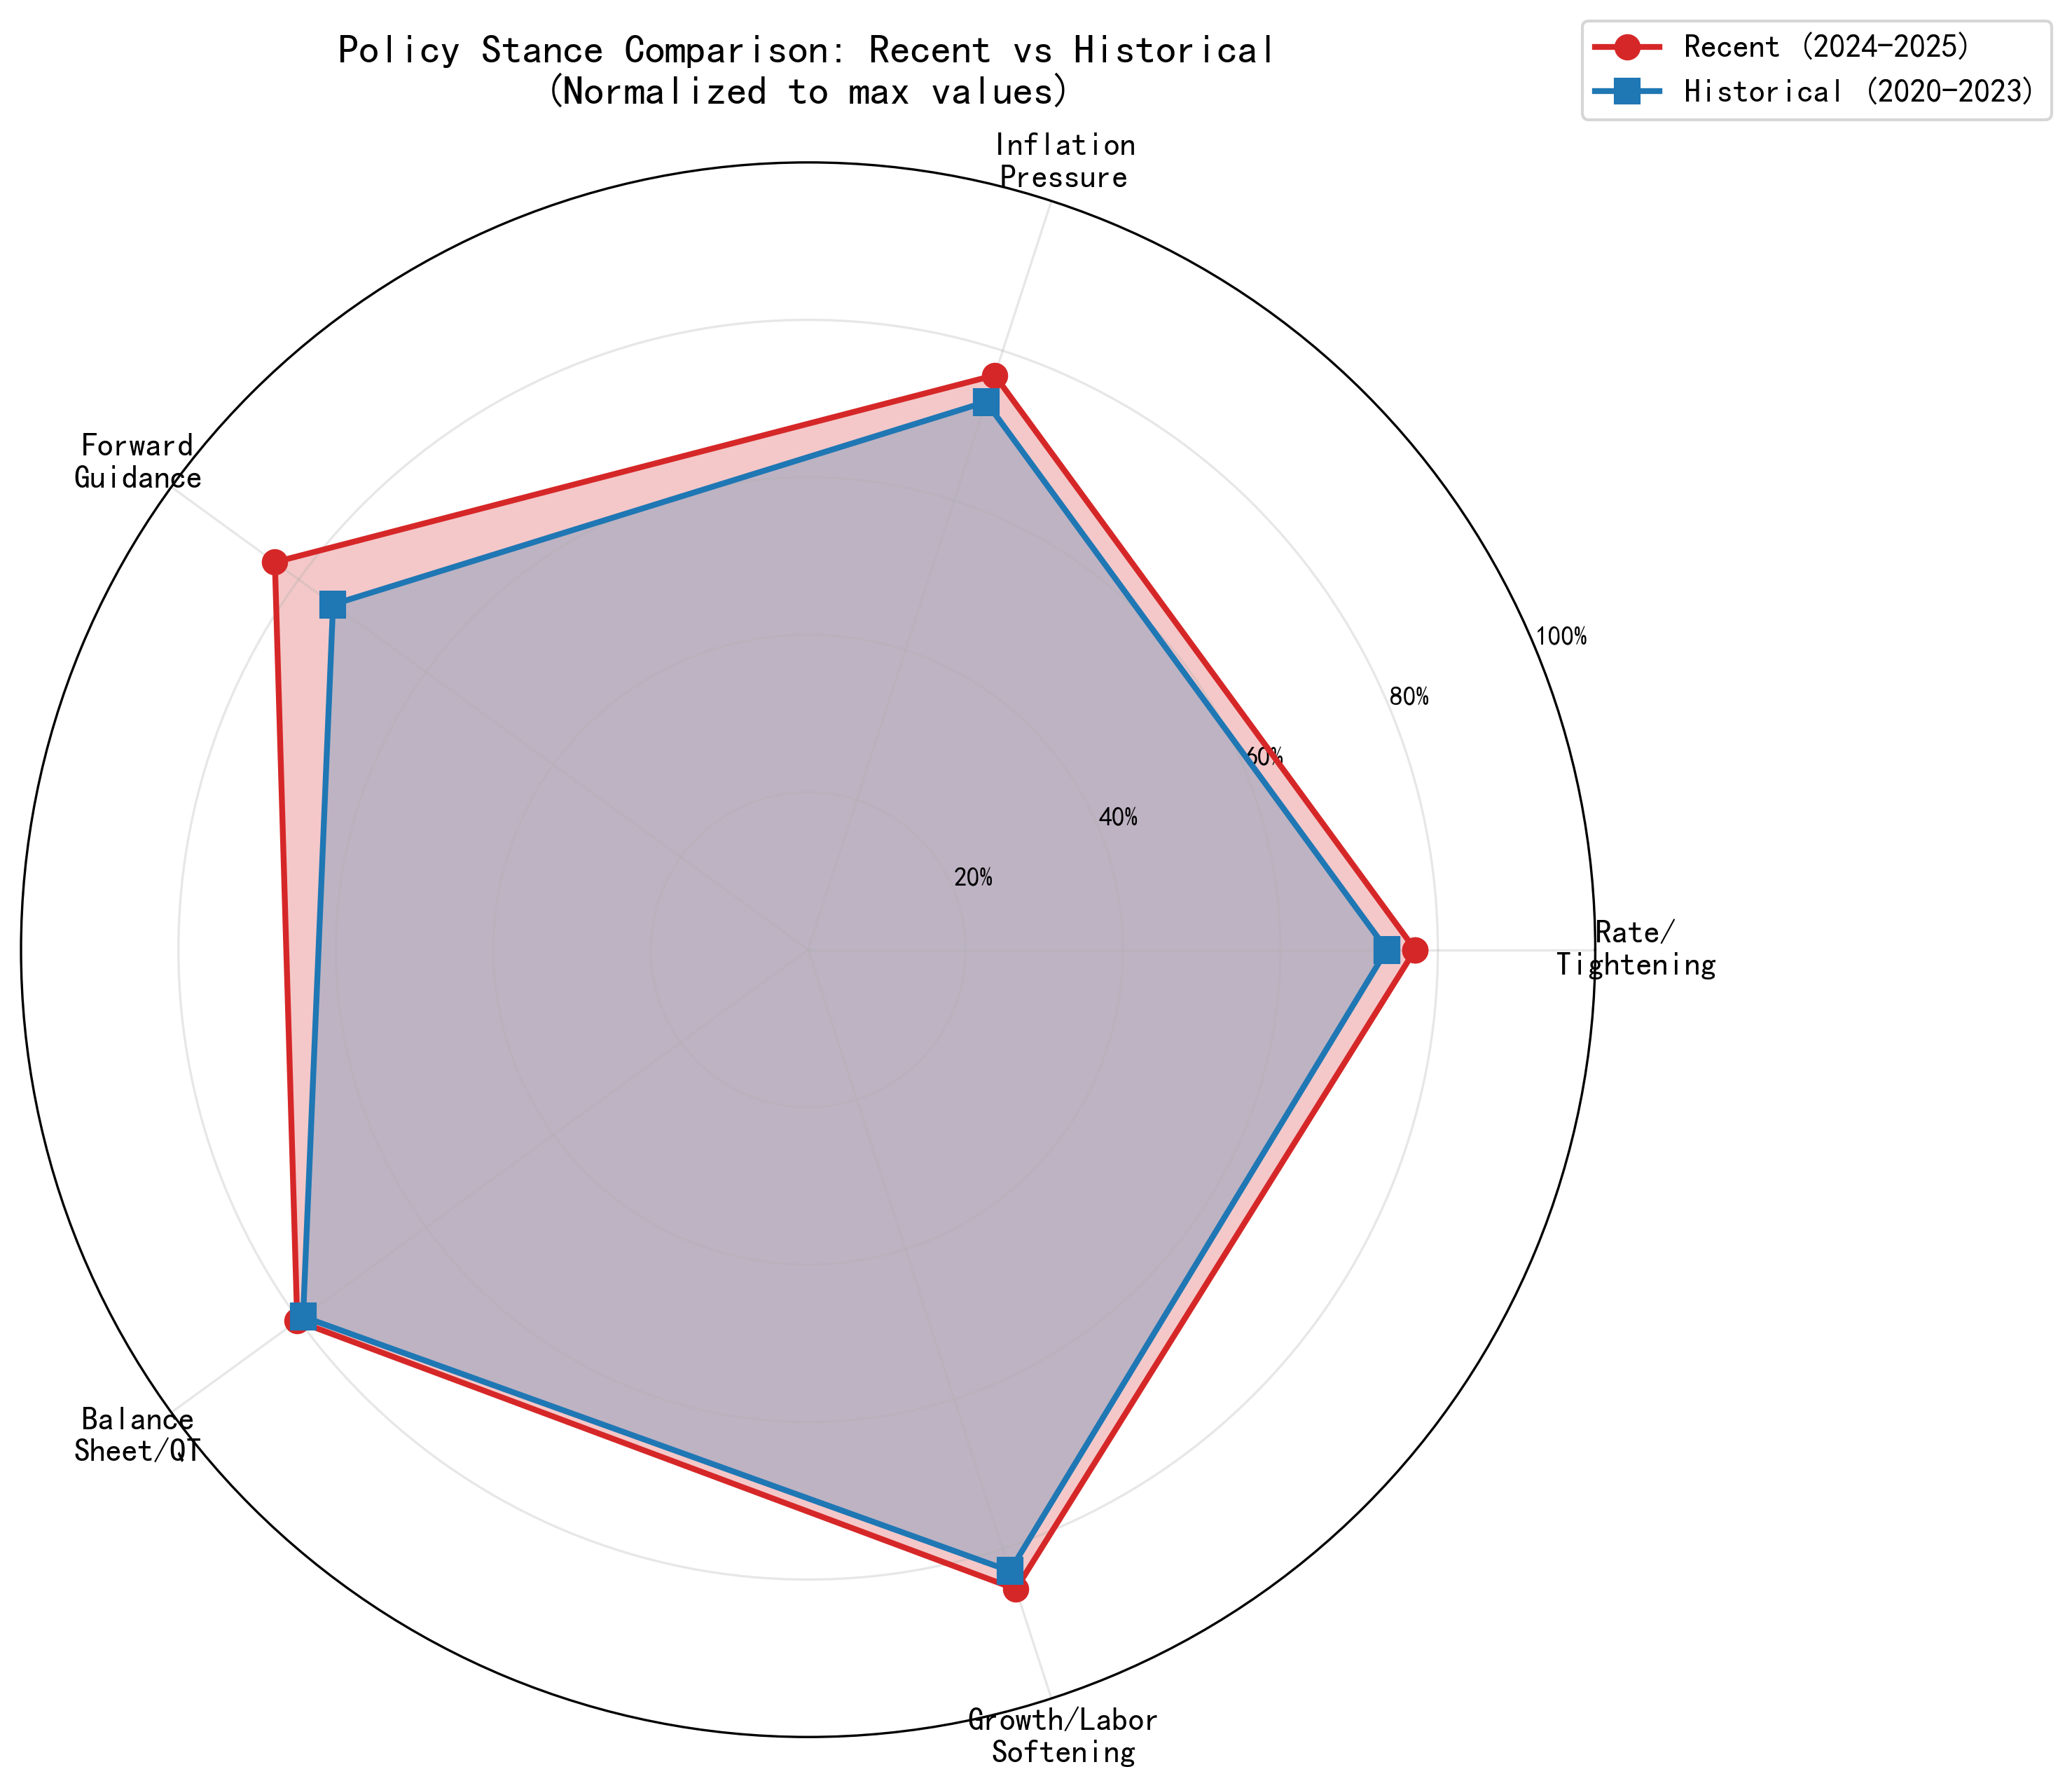 Policy Stance Comparison: Recent vs Historical
(Normalized to max values)
Recent (2024-2025)
Historical (2020-2023)
Inflation
Pressure
Forward
Guidance
100%
80%
60%
40%
20%
Rate/
Tightening
Balance
Sheet/QT
Growth/Labor
Softening